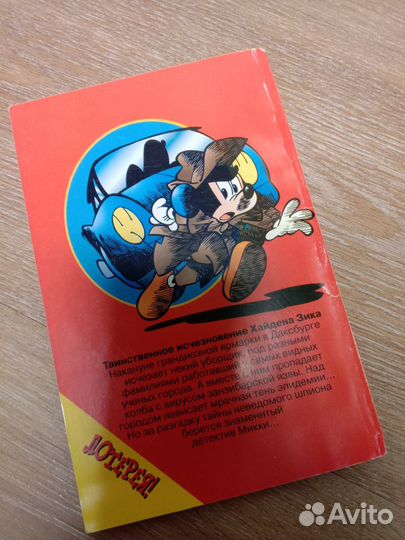 Таинственное исчезновение Хайдена Зика
Накануне грандиозной ярмарки в Даксбурге
исчезает некий уборщик, под разными
фамилиями работавший у самых видных
ученых города. А вместе с ним пропадает
колба с вирусом занзибарской язвы. Над
городом нависает мрачная тень эпидемии...
Но за разгадку тайны неведомого шпиона
берется знаменитый
детектив Микки...
ЛОТЕРЕЯ!
Avito